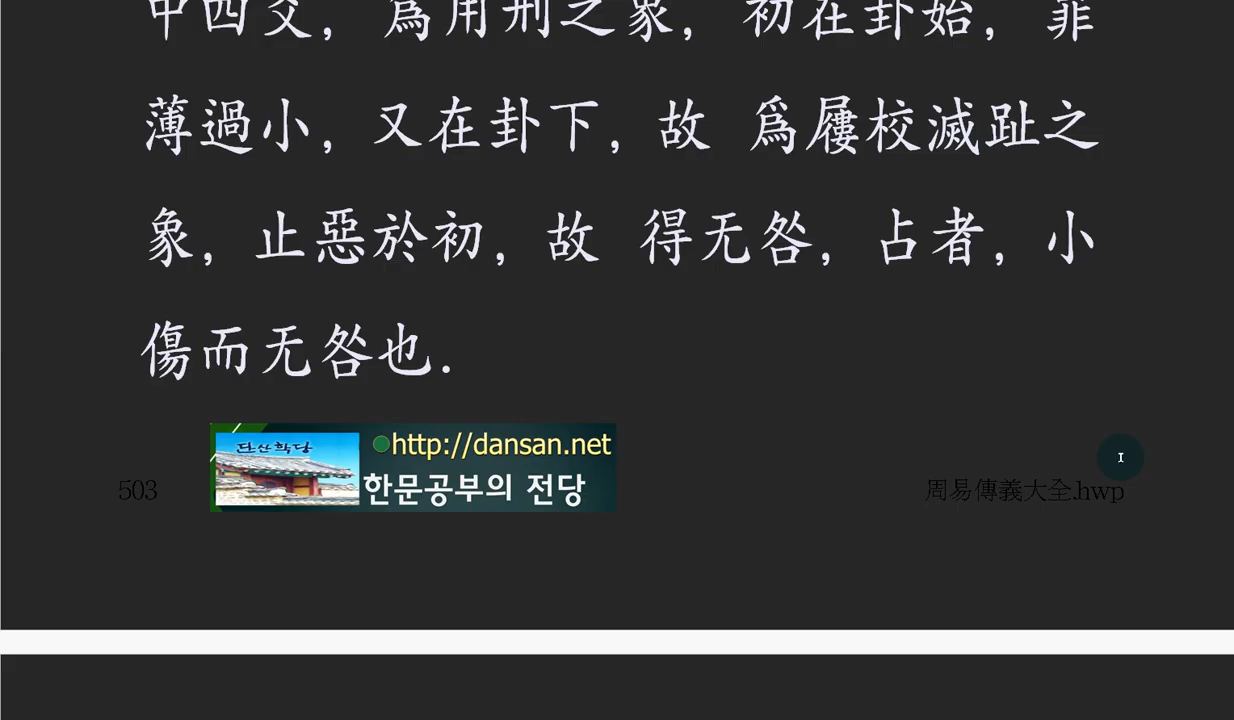 中四爻, 爲用刑之象, 初在卦始, 罪
薄過小, 又在卦下, 故 爲屨校滅趾之
象, 止惡於初, 故 得无咎, 占者, 小
傷而无咎也.
단산학당
http://dansan.net
한문공부의 전당
503
周易傳義大全.hwp